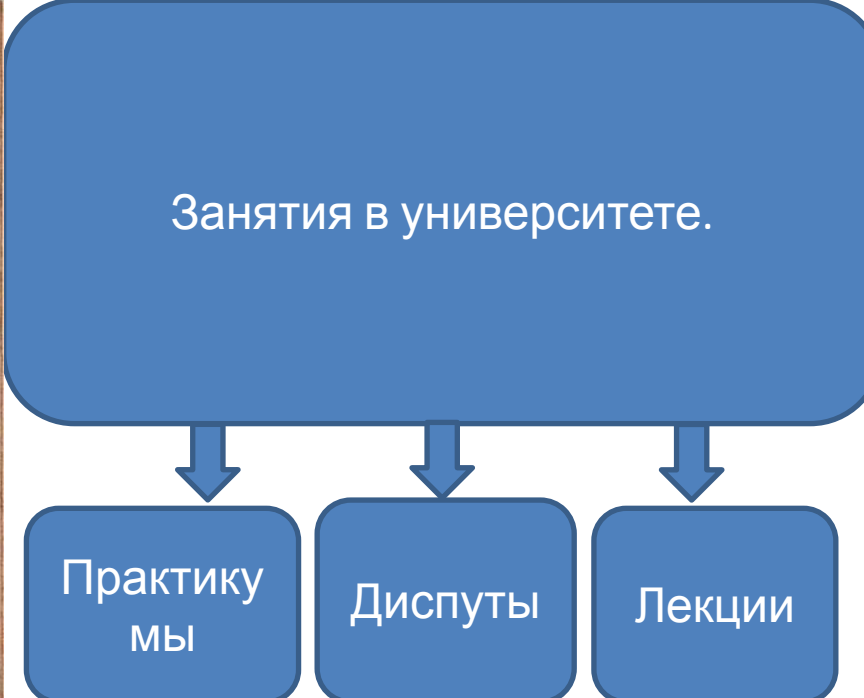 Занятия в университете.
Практику
мы
Диспуты
Лекции